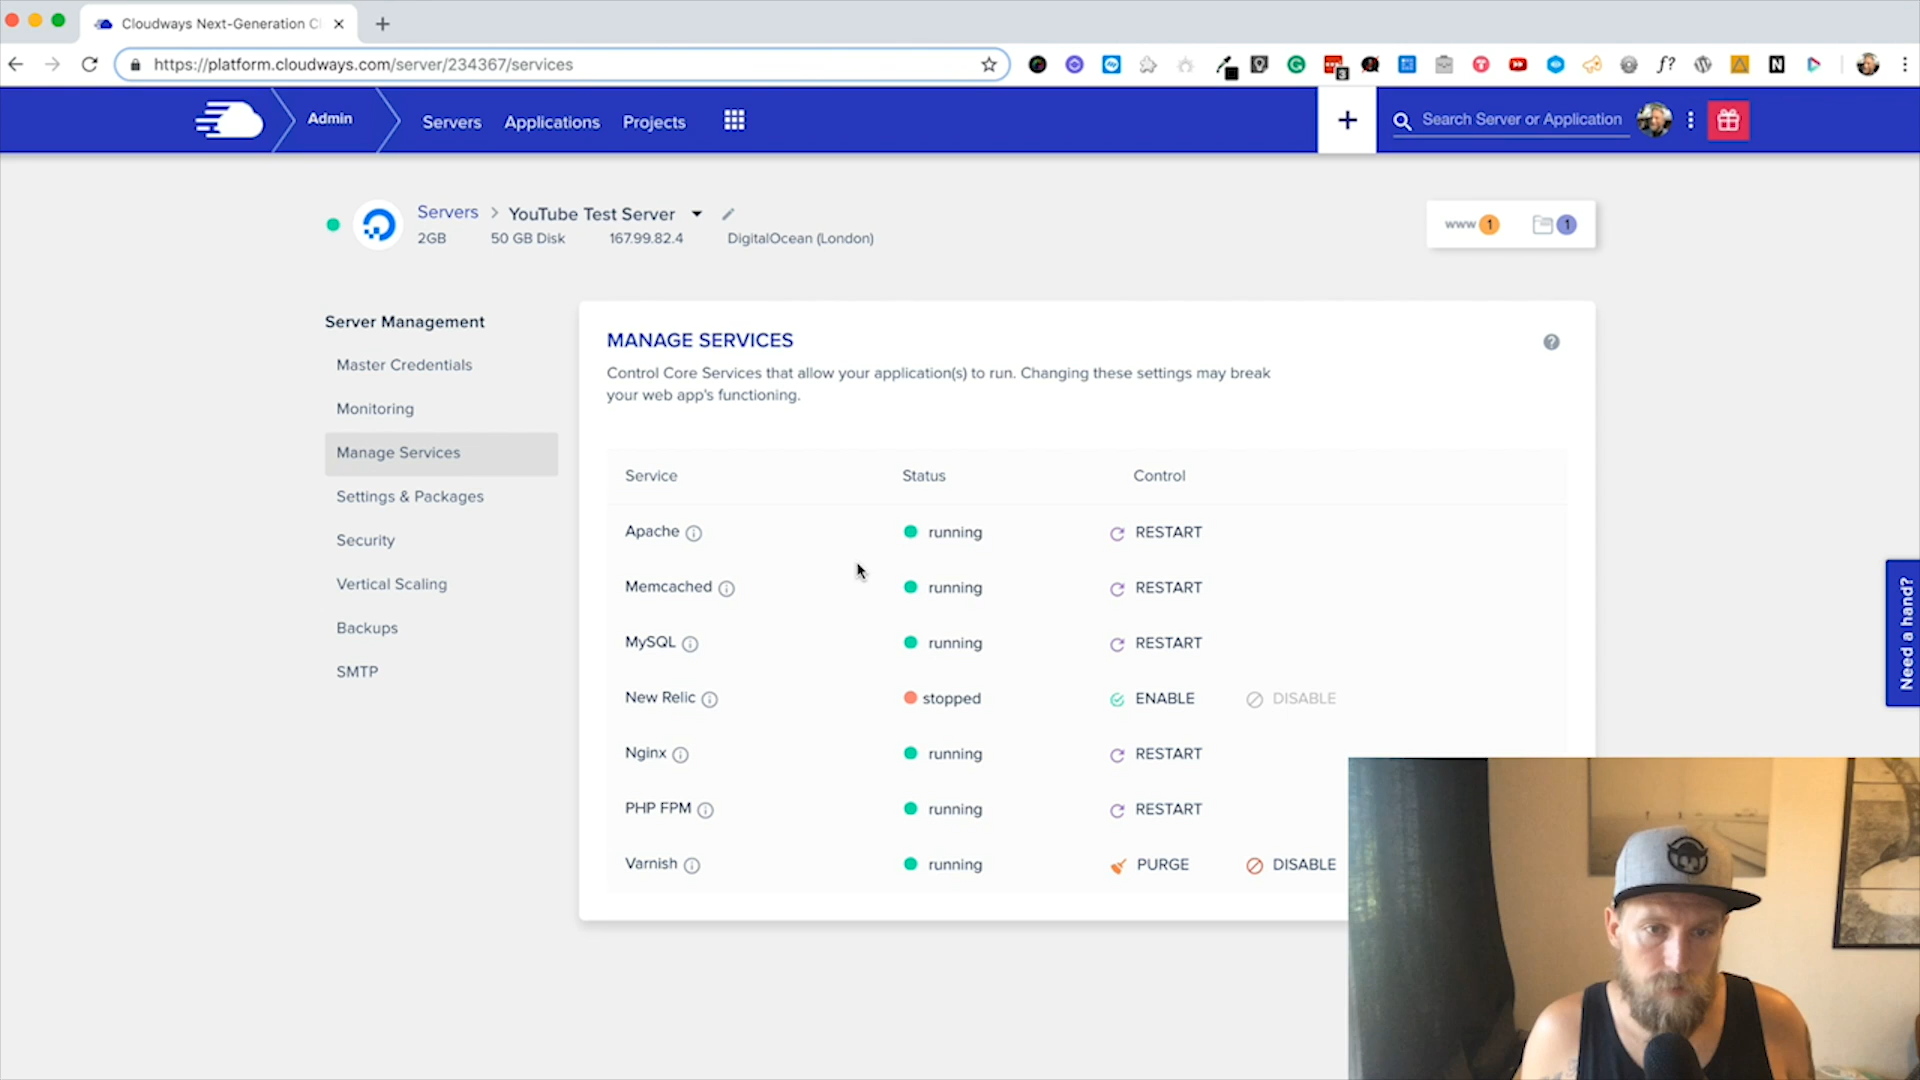 Cloudways Next-Generation Cl
https://platform.cloudways.com/server/234367/services
3
f?
N
Admin
Servers
Applications
Projects
+
Search Server or Application
Servers > YouTube Test Server
2GB
50 GB Disk
167.99.82.4
DigitalOcean (London)
www 1
1
Server Management
Master Credentials
Monitoring
Manage Services
Settings & Packages
Security
Vertical Scaling
Backups
SMTP
MANAGE SERVICES
?
Control Core Services that allow your application(s) to run. Changing these settings may break
your web app's functioning.
Service Status Control
Apache running RESTART
Memcached running RESTART
MySQL running RESTART
New Relic stopped ENABLE DISABLE
Nginx running RESTART
PHP FPM running RESTART
Varnish running PURGE DISABLE
Need a hand?